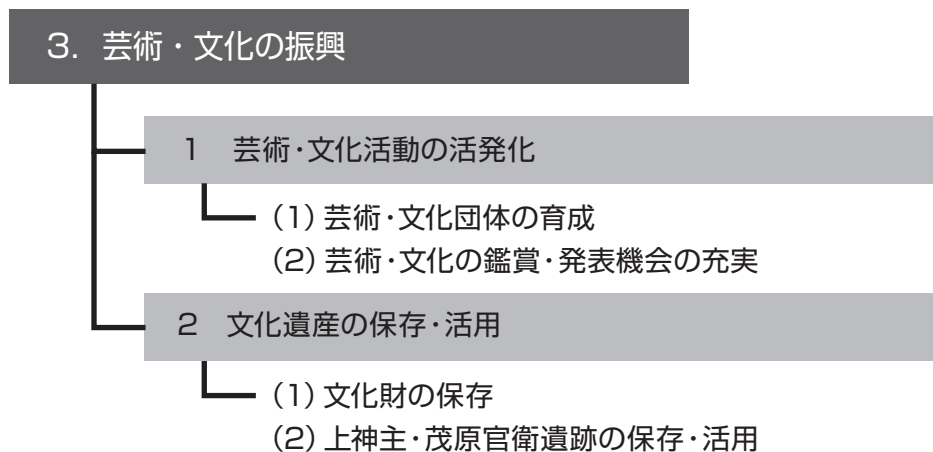 3．芸術・文化の振興
1　芸術・文化活動の活発化
（1）芸術・文化団体の育成
（2）芸術・文化の鑑賞・発表機会の充実
2　文化遺産の保存・活用
（1）文化財の保存
（2）上神主・茂原官衙遺跡の保存・活用